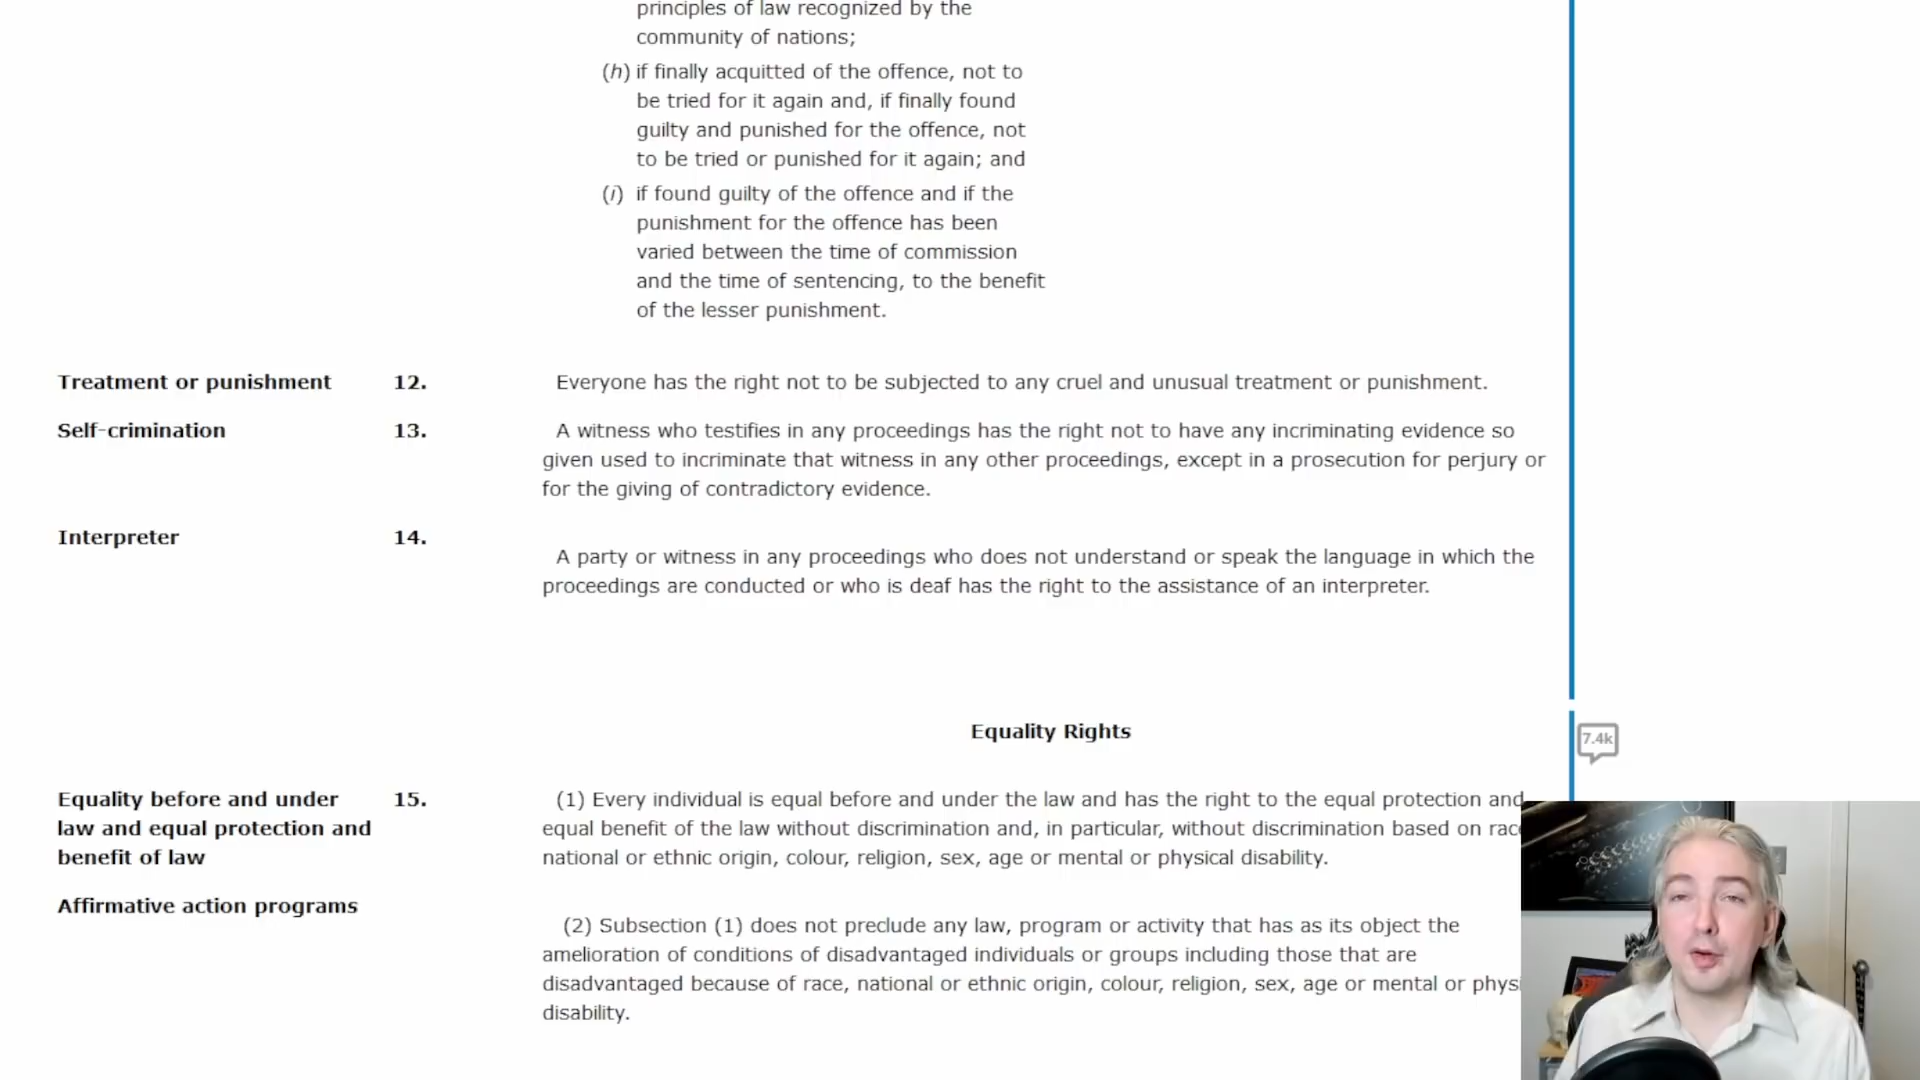 principles of law recognized by the
community of nations;
(h) if finally acquitted of the offence, not to
be tried for it again and, if finally found
guilty and punished for the offence, not
to be tried or punished for it again; and
(i) if found guilty of the offence and if the
punishment for the offence has been
varied between the time of commission
and the time of sentencing, to the benefit
of the lesser punishment.
Treatment or punishment 12. Everyone has the right not to be subjected to any cruel and unusual treatment or punishment.
Self-crimination 13. A witness who testifies in any proceedings has the right not to have any incriminating evidence so
given used to incriminate that witness in any other proceedings, except in a prosecution for perjury or
for the giving of contradictory evidence.
Interpreter 14.
A party or witness in any proceedings who does not understand or speak the language in which the
proceedings are conducted or who is deaf has the right to the assistance of an interpreter.
Equality Rights
7.4k
Equality before and under 15. (1) Every individual is equal before and under the law and has the right to the equal protection and
law and equal protection and equal benefit of the law without discrimination and, in particular, without discrimination based on rac
benefit of law national or ethnic origin, colour, religion, sex, age or mental or physical disability.
Affirmative action programs
(2) Subsection (1) does not preclude any law, program or activity that has as its object the
amelioration of conditions of disadvantaged individuals or groups including those that are
disadvantaged because of race, national or ethnic origin, colour, religion, sex, age or mental or physi
disability.